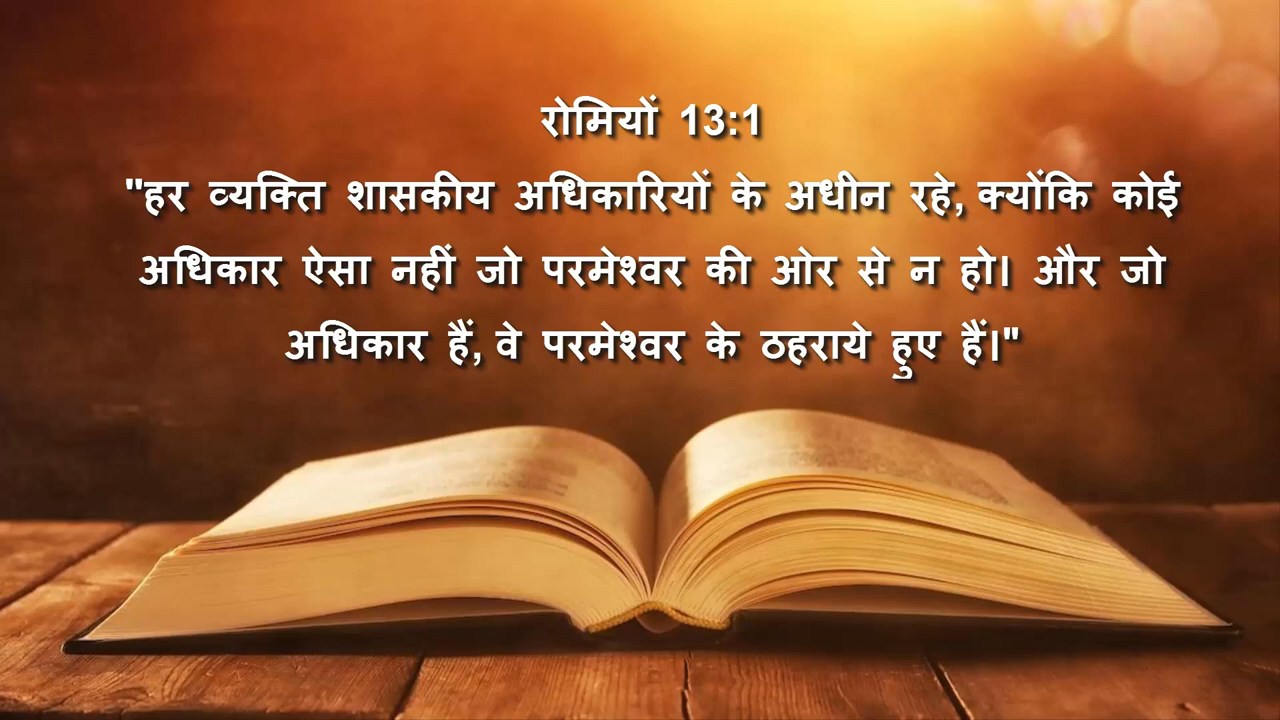 रोमियों 13:1
"हर व्यक्ति शासकीय अधिकारियों के अधीन रहे, क्योंकि कोई
अधिकार ऐसा नहीं जो परमेश्वर की ओर से न हो। और जो
अधिकार हैं, वे परमेश्वर के ठहराये हुए हैं।"